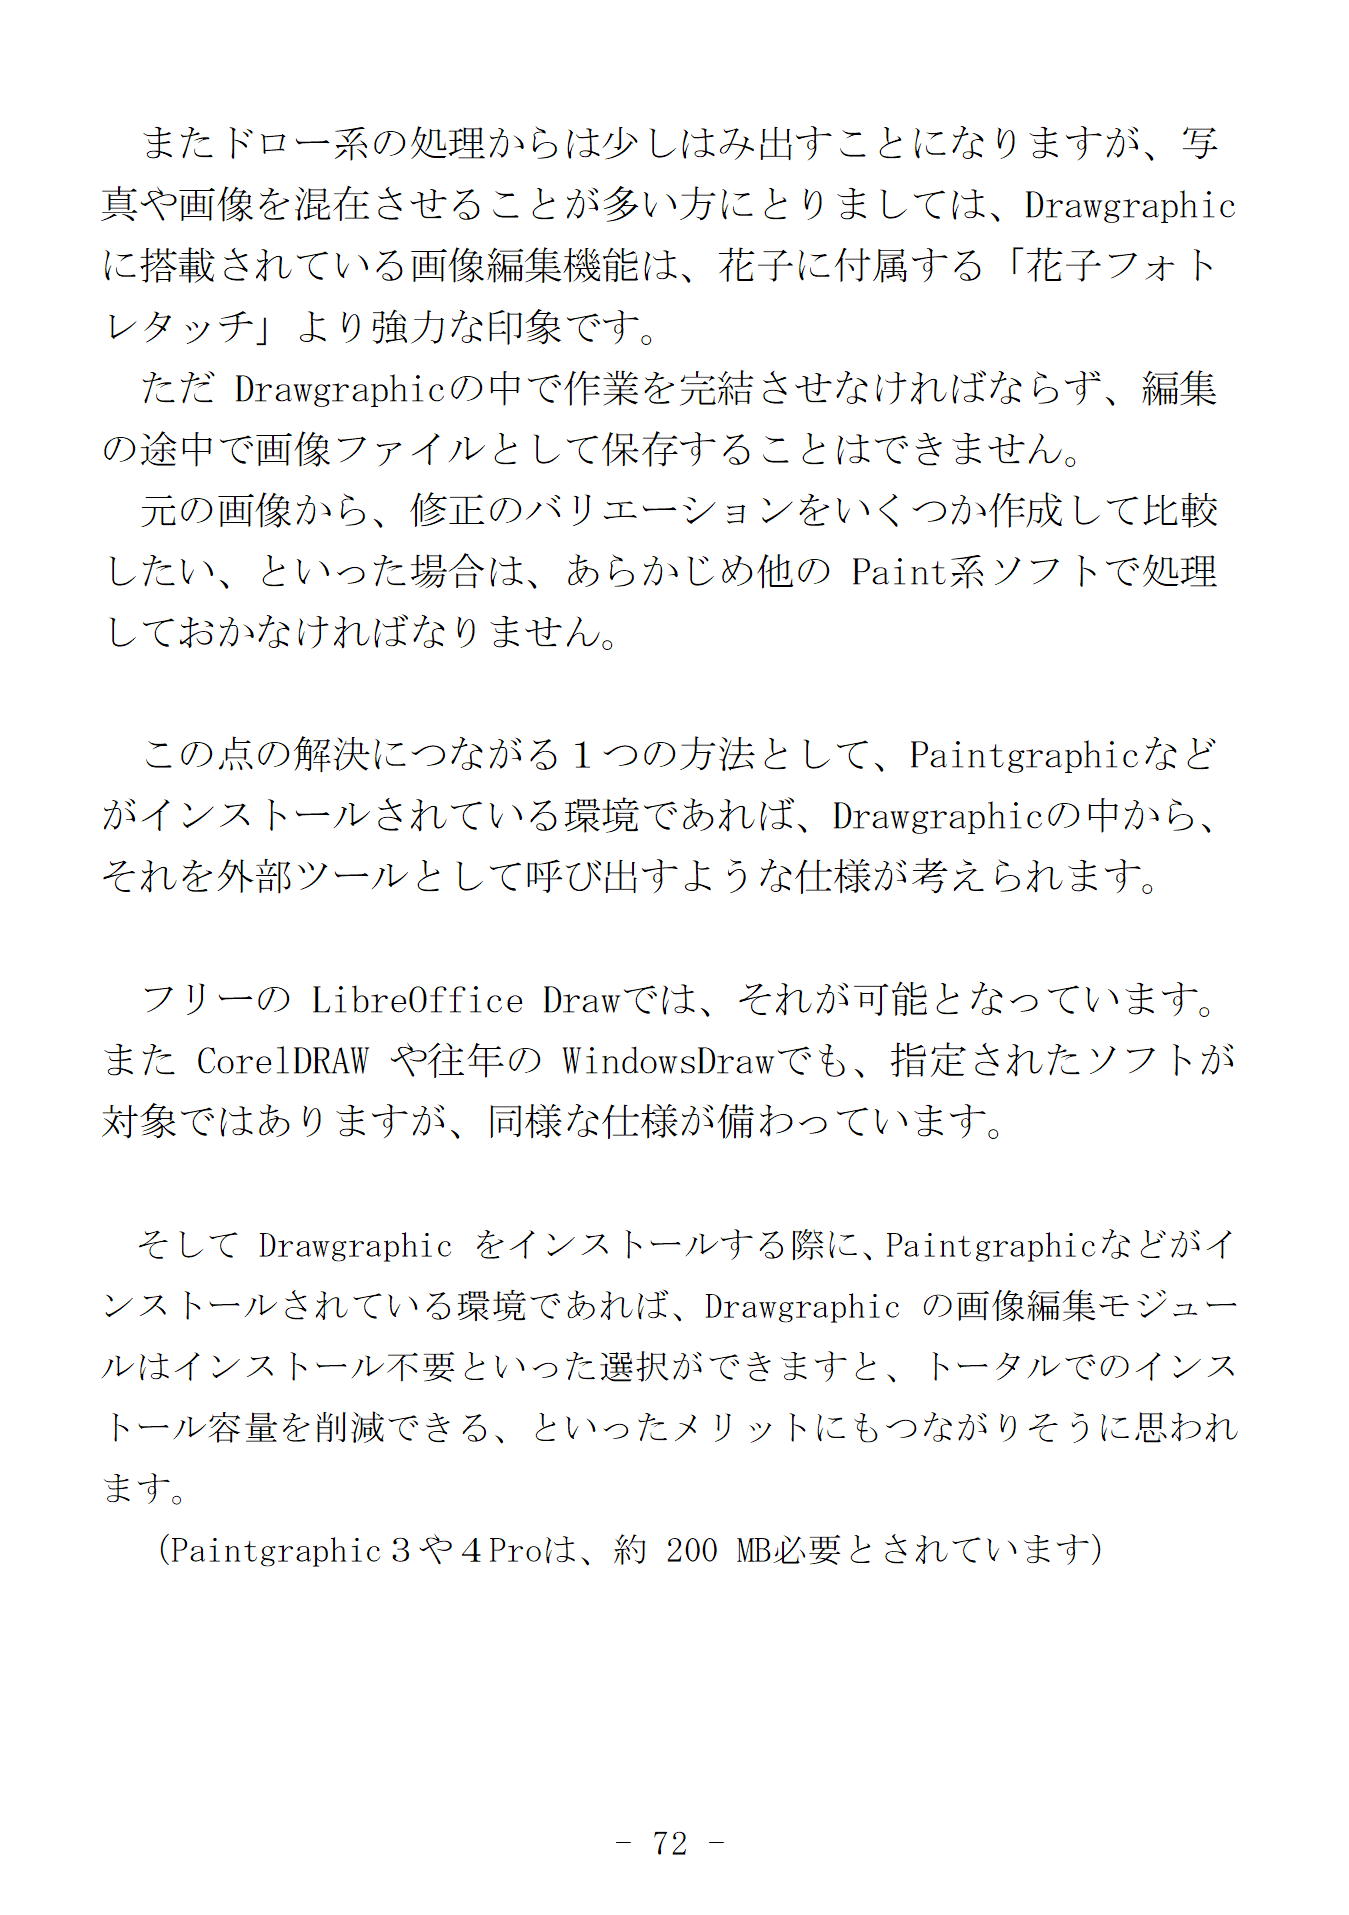 またドロー系の処理からは少しはみ出すことになりますが、写
真や画像を混在させることが多い方にとりましては、Drawgraphic
に搭載されている画像編集機能は、花子に付属する「花子フォト
レタッチ」より強力な印象です。
ただ Drawgraphicの中で作業を完結させなければならず、編集
の途中で画像ファイルとして保存することはできません。
元の画像から、修正のバリエーションをいくつか作成して比較
したい、といった場合は、あらかじめ他の Paint系ソフトで処理
しておかなければなりません。
この点の解決につながる１つの方法として、Paintgraphicなど
がインストールされている環境であれば、Drawgraphicの中から、
それを外部ツールとして呼び出すような仕様が考えられます。
フリーの LibreOffice Drawでは、それが可能となっています。
また CorelDRAW や往年の WindowsDrawでも、指定されたソフトが
対象ではありますが、同様な仕様が備わっています。
そして Drawgraphic をインストールする際に、Paintgraphicなどがイ
ンストールされている環境であれば、Drawgraphic の画像編集モジュー
ルはインストール不要といった選択ができますと、トータルでのインス
トール容量を削減できる、といったメリットにもつながりそうに思われ
ます。
(Paintgraphic３や４Proは、約 200 MB必要とされています)
- 72 -